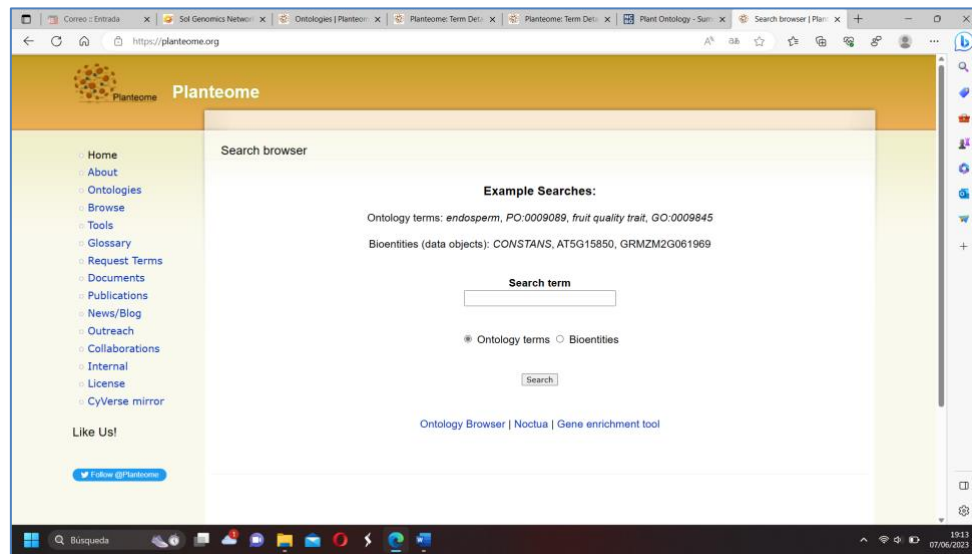 Correo :: Entrada
Sol Genomics Networ
Ontologies | Planteom
Planteome: Term Deta
Planteome: Term Deta
Plant Ontology - Sum
Search browser | Plan
https://planteome.org
Planteome
Planteome
Home
About
Ontologies
Browse
Tools
Glossary
Request Terms
Documents
Publications
News/Blog
Outreach
Collaborations
Internal
License
CyVerse mirror
Like Us!
Follow @Planteome
Search browser
Example Searches:
Ontology terms: endosperm, PO:0009089, fruit quality trait, GO:0009845
Bioentities (data objects): CONSTANS, AT5G15850, GRMZM2G061969
Search term
Ontology terms Bioentities
Search
Ontology Browser | Noctua | Gene enrichment tool
Búsqueda
19:13
07/06/2023